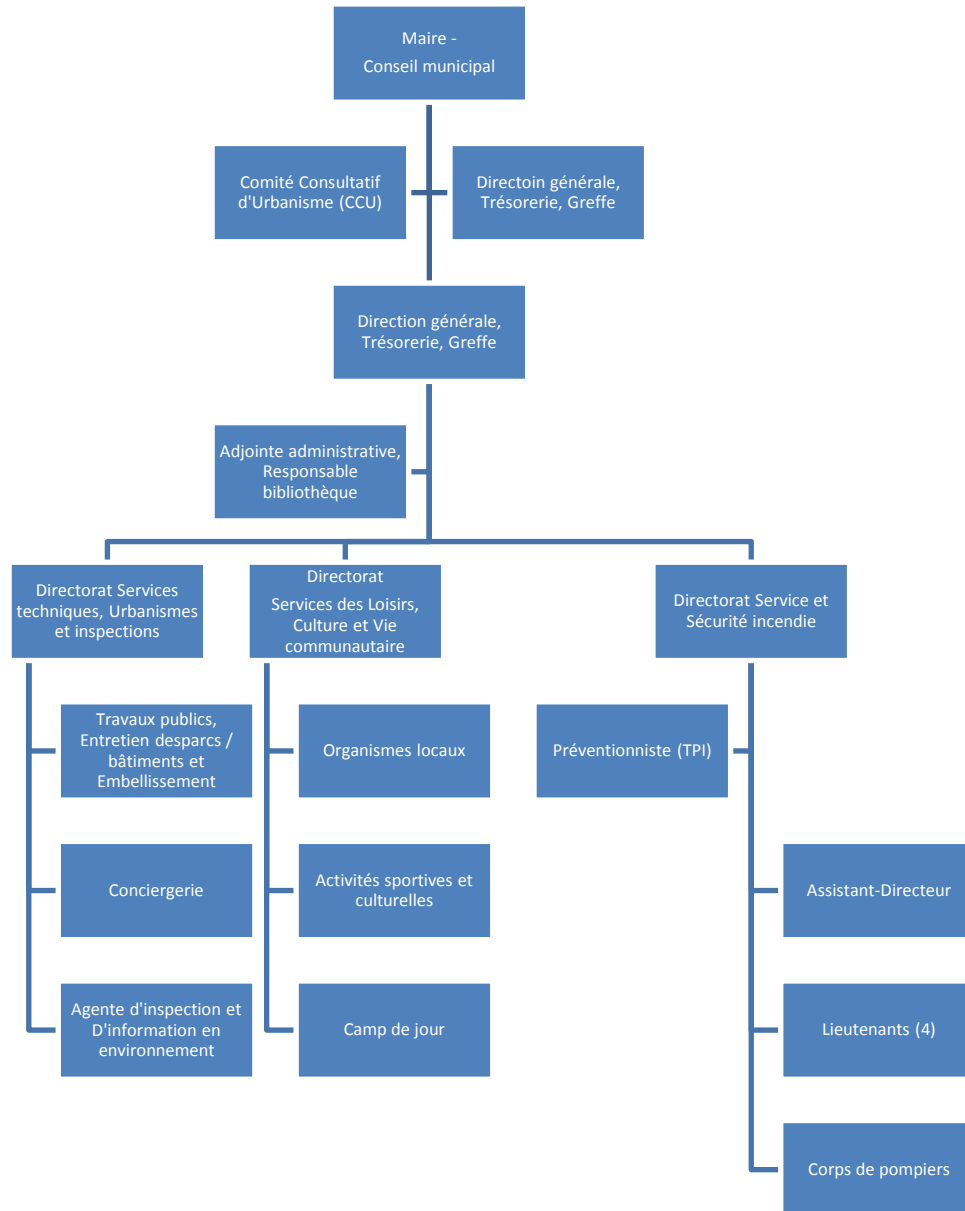 Maire -
Conseil municipal
Comité Consultatif
d'Urbanisme (CCU)
Directoin générale,
Trésorerie, Greffe
Direction générale,
Trésorerie, Greffe
Adjointe administrative,
Responsable
bibliothèque
Directorat Services
techniques, Urbanismes
et inspections
Directorat
Services des Loisirs,
Culture et Vie
communautaire
Directorat Service et
Sécurité incendie
Travaux publics,
Entretien desparcs /
bâtiments et
Embellissement
Organismes locaux
Préventionniste (TPI)
Conciergerie
Activités sportives et
culturelles
Assistant-Directeur
Agente d'inspection et
D'information en
environnement
Camp de jour
Lieutenants (4)
Corps de pompiers